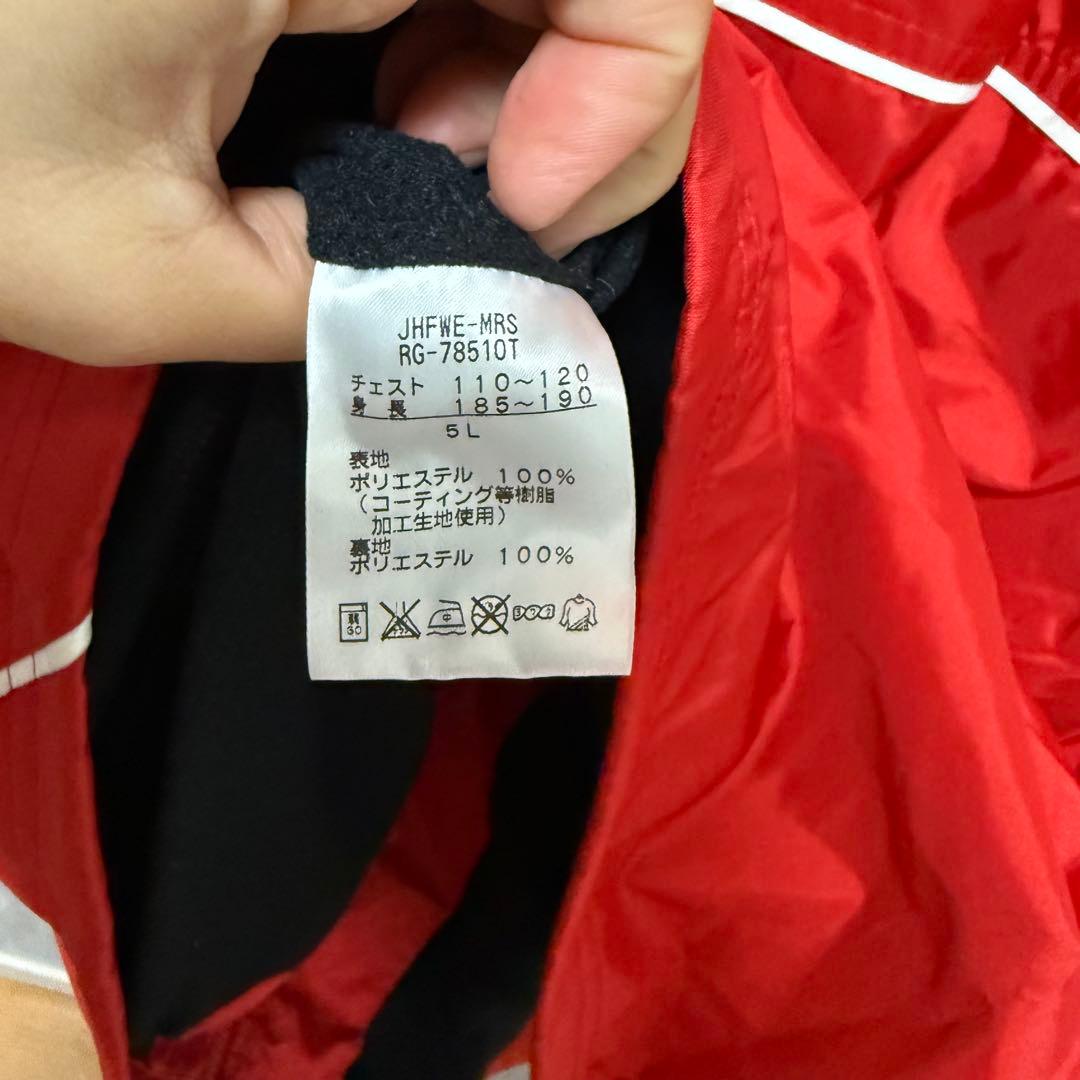 JHFWE-MRS
RG-78510T
チェスト 110～120
身長 185～190
5L
表地
ポリエステル 100%
(コーティング等樹脂
加工生地使用)
裏地
ポリエステル 100%